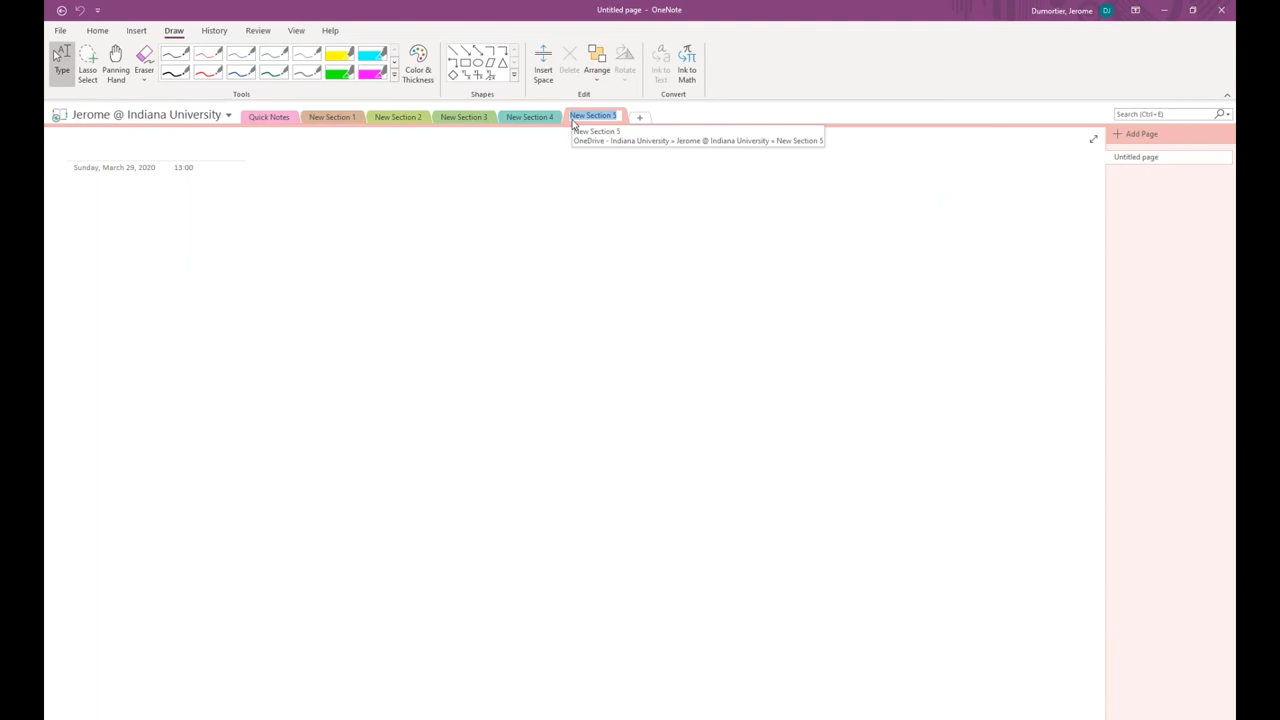 Untitled page - OneNote
Dumortier, Jerome DJ
File Home Insert Draw History Review View Help
Type Lasso Select Panning Hand Eraser Color & Thickness Insert Space Delete Arrange Rotate Ink to Text Ink to Math
Tools Shapes Edit Convert
Jerome @ Indiana University Quick Notes New Section 1 New Section 2 New Section 3 New Section 4 New Section 5 Search (Ctrl+E)
New Section 5
OneDrive - Indiana University » Jerome @ Indiana University » New Section 5
Add Page
Untitled page
Sunday, March 29, 2020 13:00